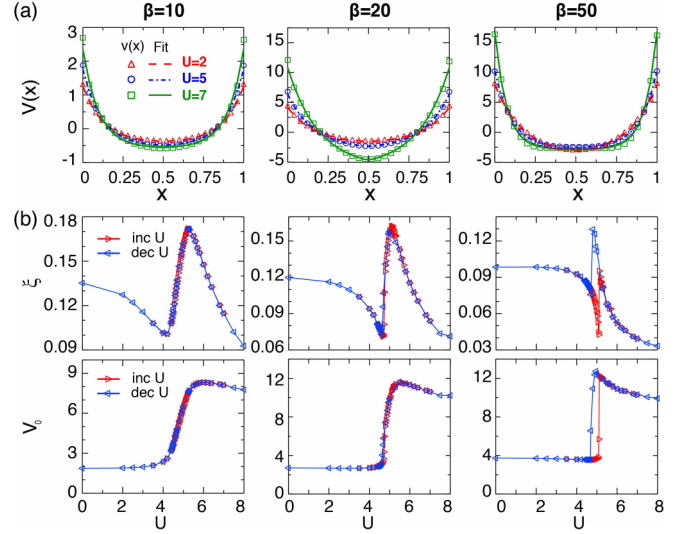 (a) β=10 β=20 β=50
V(x)
3
2
1
0
-1
v(x) Fit
U=2
U=5
U=7
0 0.25 0.5 0.75 1
X
15
10
5
0
-5
0 0.25 0.5 0.75 1
X
15
10
5
0
-5
0 0.25 0.5 0.75 1
X
(b)
ξ
0.18
0.15
0.12
0.09
inc U
dec U
0.15
0.12
0.09
0.06
0.15
0.12
0.09
0.06
0.03
V₀
9
6
3
0
inc U
dec U
0 2 4 6 8
U
12
8
4
0
0 2 4 6 8
U
12
8
4
0
0 2 4 6 8
U